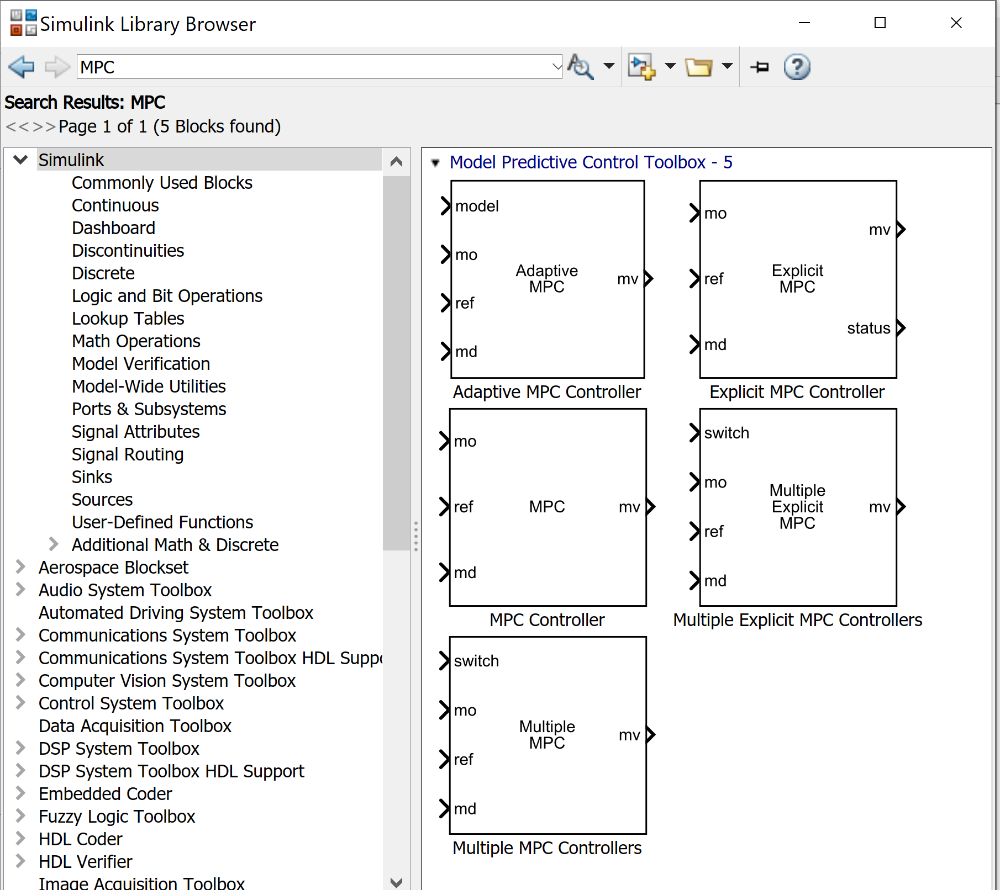 Simulink Library Browser
MPC
Search Results: MPC
<< >> Page 1 of 1 (5 Blocks found)
Simulink
Commonly Used Blocks
Continuous
Dashboard
Discontinuities
Discrete
Logic and Bit Operations
Lookup Tables
Math Operations
Model Verification
Model-Wide Utilities
Ports & Subsystems
Signal Attributes
Signal Routing
Sinks
Sources
User-Defined Functions
Additional Math & Discrete
Aerospace Blockset
Audio System Toolbox
Automated Driving System Toolbox
Communications System Toolbox
Communications System Toolbox HDL Suppo
Computer Vision System Toolbox
Control System Toolbox
Data Acquisition Toolbox
DSP System Toolbox
DSP System Toolbox HDL Support
Embedded Coder
Fuzzy Logic Toolbox
HDL Coder
HDL Verifier
Image Acquisition Toolbox
Model Predictive Control Toolbox - 5
model
mo
ref
md
Adaptive
MPC
mv
Adaptive MPC Controller
mo
ref
md
Explicit
MPC
mv
status
Explicit MPC Controller
mo
ref
md
MPC
mv
MPC Controller
switch
mo
ref
md
Multiple
Explicit
MPC
mv
Multiple Explicit MPC Controllers
switch
mo
ref
md
Multiple
MPC
mv
Multiple MPC Controllers